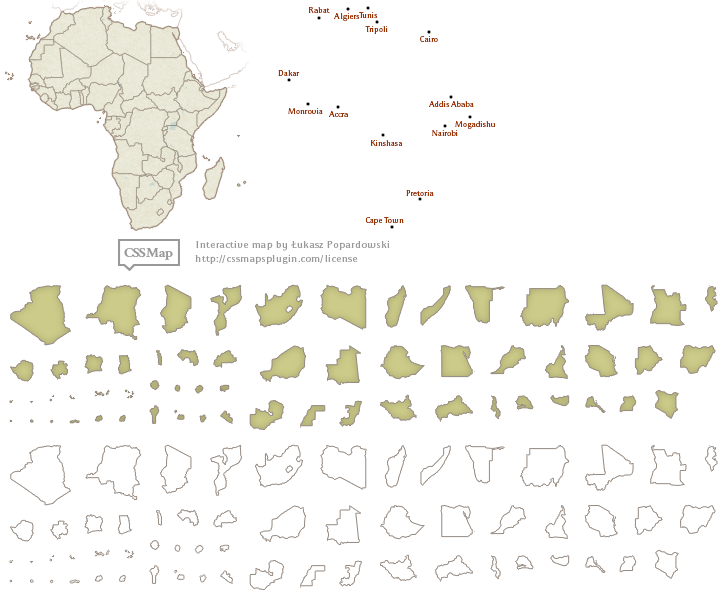 Rabat
Algiers
Tunis
Tripoli
Cairo
Dakar
Monrovia
Accra
Addis Ababa
Mogadishu
Nairobi
Kinshasa
Pretoria
Cape Town
CSSMap
Interactive map by Łukasz Popardowski
http://cssmapsplugin.com/license